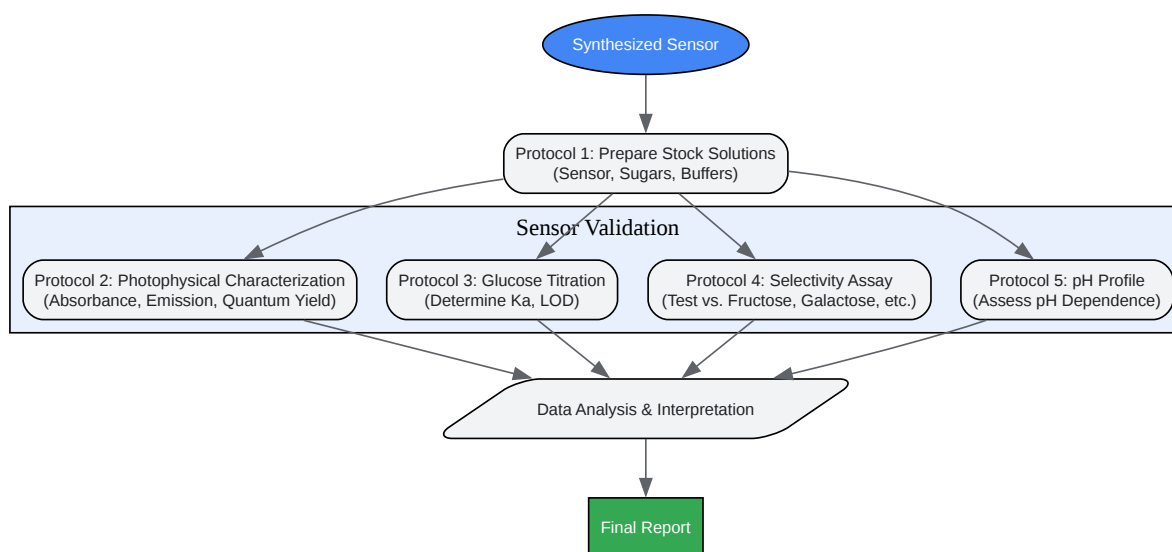 Synthesized Sensor
Protocol 1: Prepare Stock Solutions
(Sensor, Sugars, Buffers)
Sensor Validation
Protocol 2: Photophysical Characterization
(Absorbance, Emission, Quantum Yield)
Protocol 3: Glucose Titration
(Determine Ka, LOD)
Protocol 4: Selectivity Assay
(Test vs. Fructose, Galactose, etc.)
Protocol 5: pH Profile
(Assess pH Dependence)
Data Analysis & Interpretation
Final Report